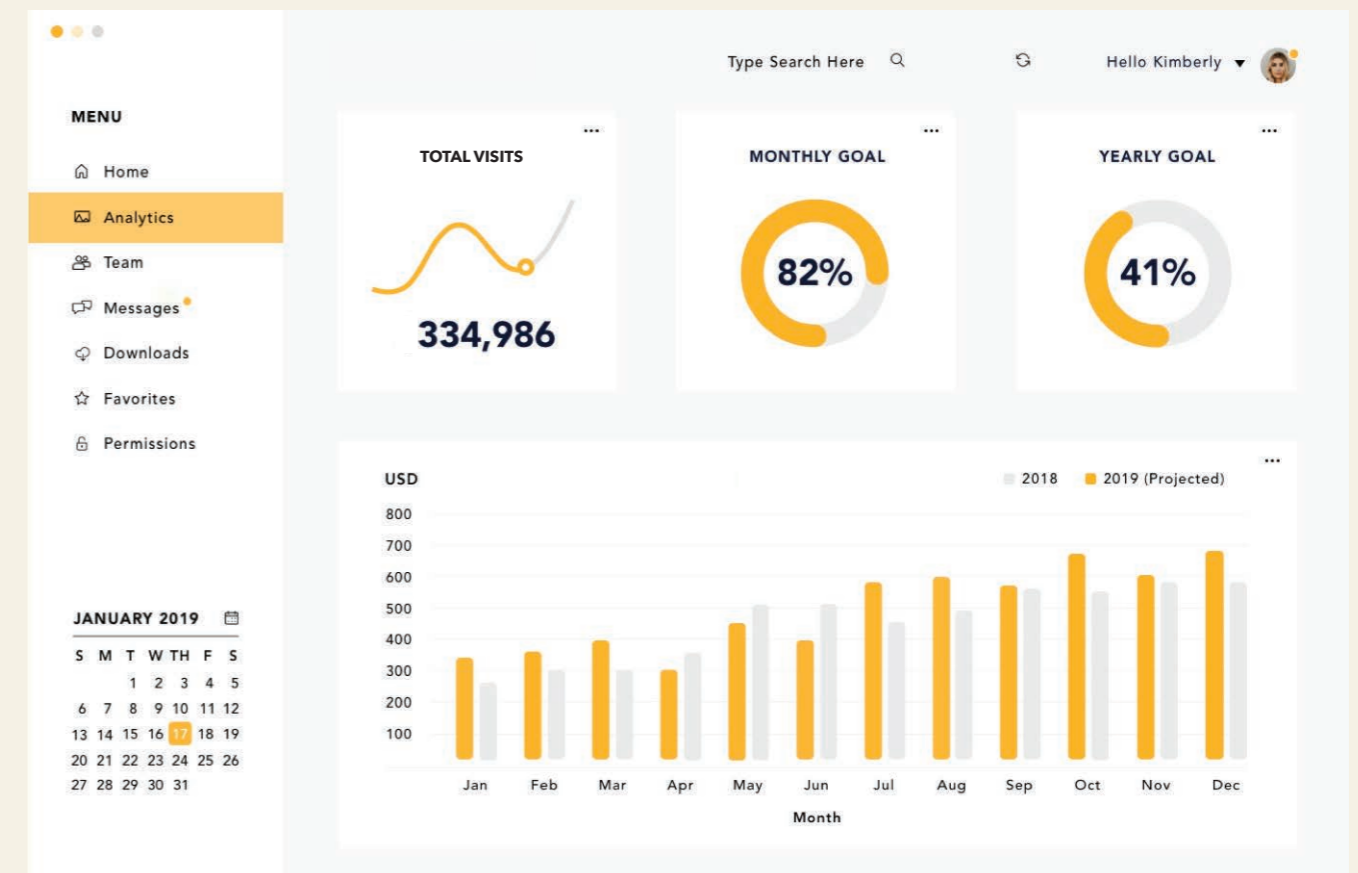 Type Search Here
Hello Kimberly
MENU
Home
Analytics
Team
Messages
Downloads
Favorites
Permissions
JANUARY 2019
S M T W TH F S
1 2 3 4 5
6 7 8 9 10 11 12
13 14 15 16 17 18 19
20 21 22 23 24 25 26
27 28 29 30 31
TOTAL VISITS
334,986
MONTHLY GOAL
82%
YEARLY GOAL
41%
USD
2018
2019 (Projected)
800
700
600
500
400
300
200
100
Jan Feb Mar Apr May Jun Jul Aug Sep Oct Nov Dec
Month